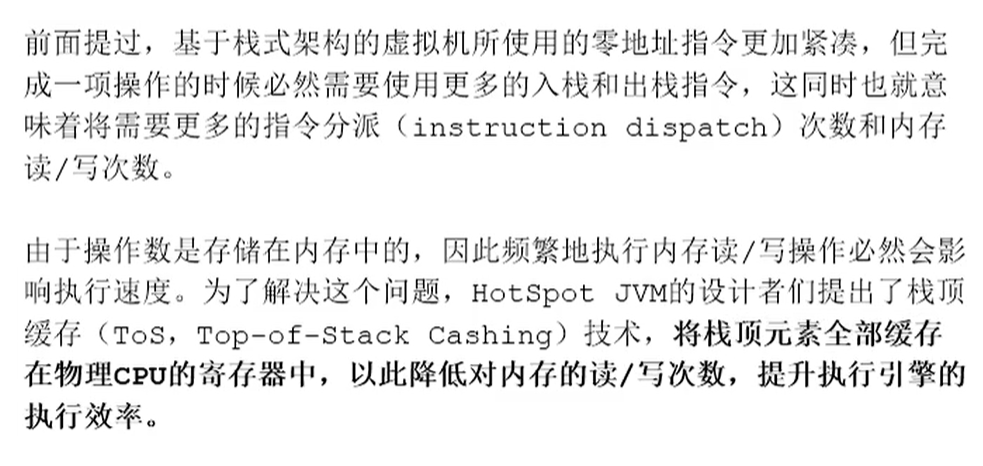 前面提过，基于栈式架构的虚拟机所使用的零地址指令更加紧凑，但完
成一项操作的时候必然需要使用更多的入栈和出栈指令，这同时也就意
味着将需要更多的指令分派（instruction dispatch）次数和内存
读/写次数。
由于操作数是存储在内存中的，因此频繁地执行内存读/写操作必然会影
响执行速度。为了解决这个问题，HotSpot JVM的设计者们提出了栈顶
缓存（ToS，Top-of-Stack Cashing）技术，将栈顶元素全部缓存
在物理CPU的寄存器中，以此降低对内存的读/写次数，提升执行引擎的
执行效率。